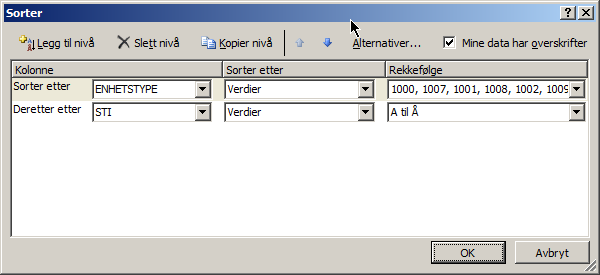 Sorter
Legg til nivå Slett nivå Kopier nivå Alternativer... Mine data har overskrifter
Kolonne Sorter etter Rekkefølge
Sorter etter ENHETSTYPE Verdier 1000, 1007, 1001, 1008, 1002, 1009
Deretter etter STI Verdier A til Å
OK Avbryt